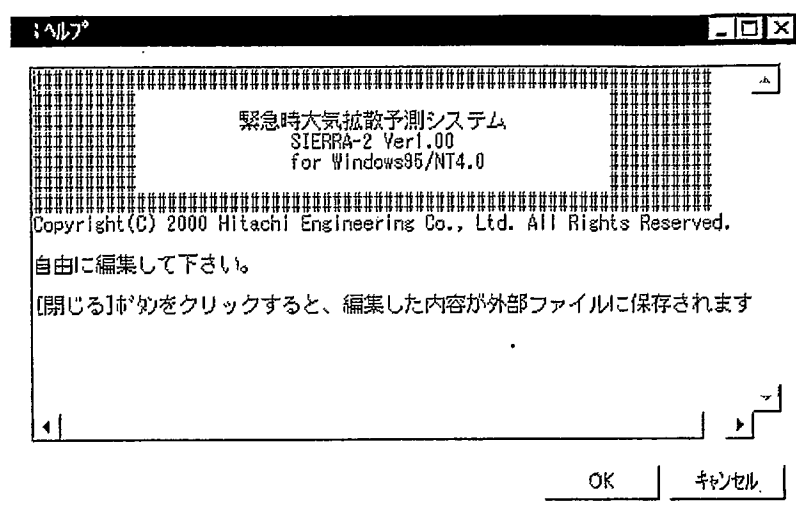 ヘルプ
緊急時大気拡散予測システム
SIERRA-2 Ver1.00
for Windows95/NT4.0
Copyright(C) 2000 Hitachi Engineering Co., Ltd. All Rights Reserved.
自由に編集して下さい。
[閉じる]ボタンをクリックすると、編集した内容が外部ファイルに保存されます
OK
キャンセル